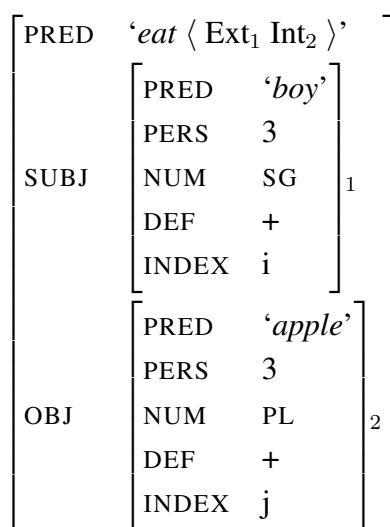 PRED ‘eat ⟨ Ext₁ Int₂ ⟩’
PRED ‘boy’
PERS 3
SUBJ NUM SG 1
DEF +
INDEX i
PRED ‘apple’
PERS 3
OBJ NUM PL 2
DEF +
INDEX j